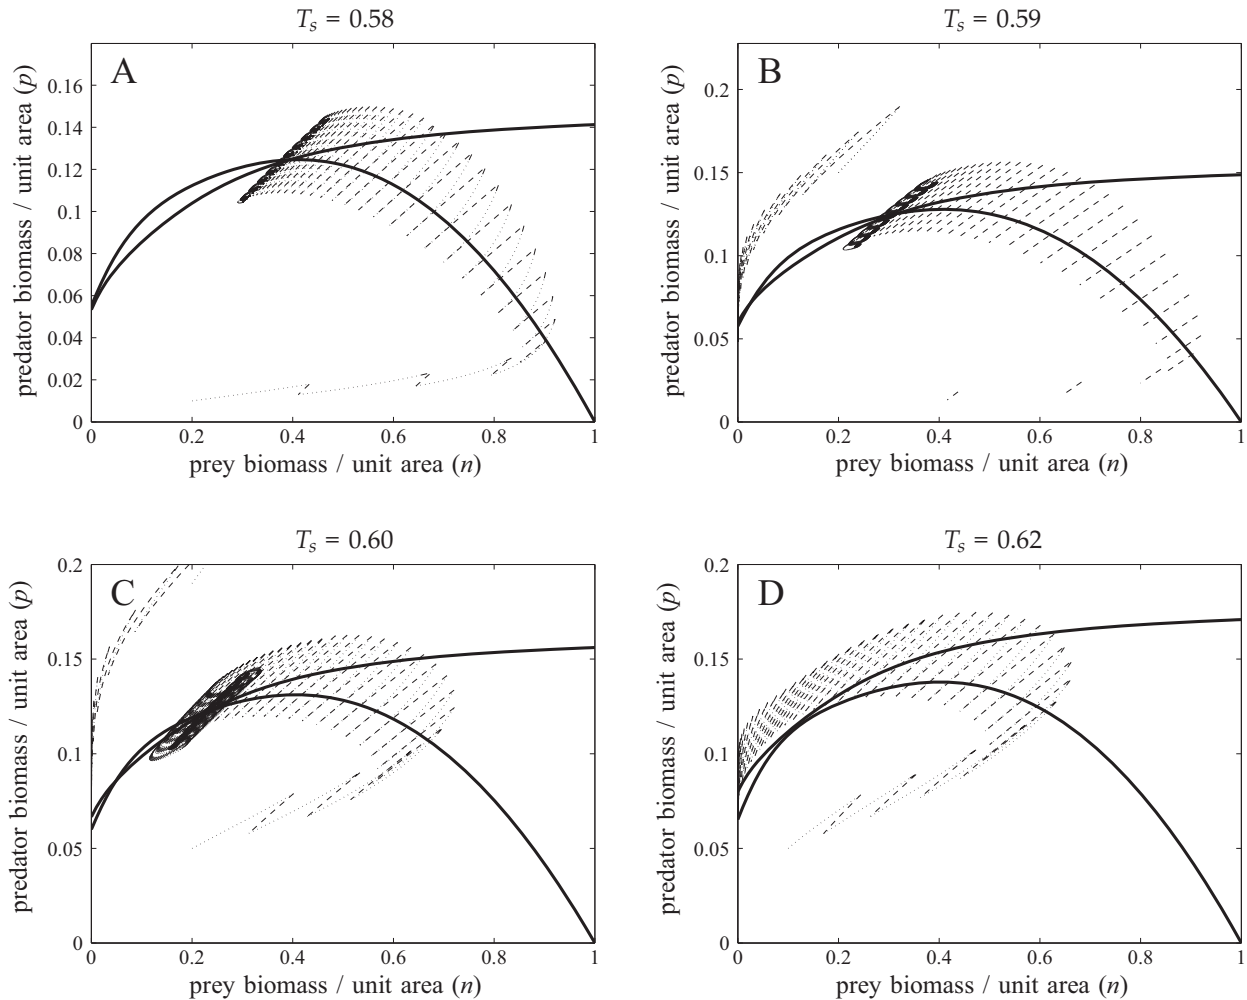 T_s = 0.58
A
predator biomass / unit area (p)
0.16
0.14
0.12
0.1
0.08
0.06
0.04
0.02
0
0 0.2 0.4 0.6 0.8 1
prey biomass / unit area (n)
T_s = 0.59
B
predator biomass / unit area (p)
0.2
0.15
0.1
0.05
0
0 0.2 0.4 0.6 0.8 1
prey biomass / unit area (n)
T_s = 0.60
C
predator biomass / unit area (p)
0.2
0.15
0.1
0.05
0
0 0.2 0.4 0.6 0.8 1
prey biomass / unit area (n)
T_s = 0.62
D
predator biomass / unit area (p)
0.2
0.15
0.1
0.05
0
0 0.2 0.4 0.6 0.8 1
prey biomass / unit area (n)